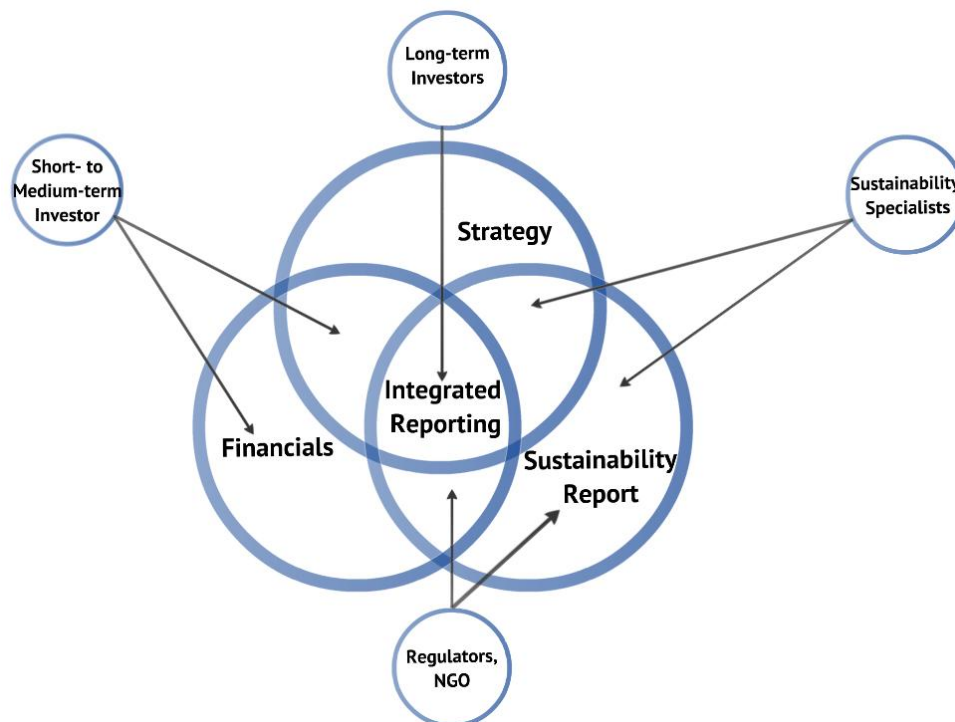 Long-term
Investors
Short- to
Medium-term
Investor
Sustainability
Specialists
Strategy
Integrated
Reporting
Financials
Sustainability
Report
Regulators,
NGO